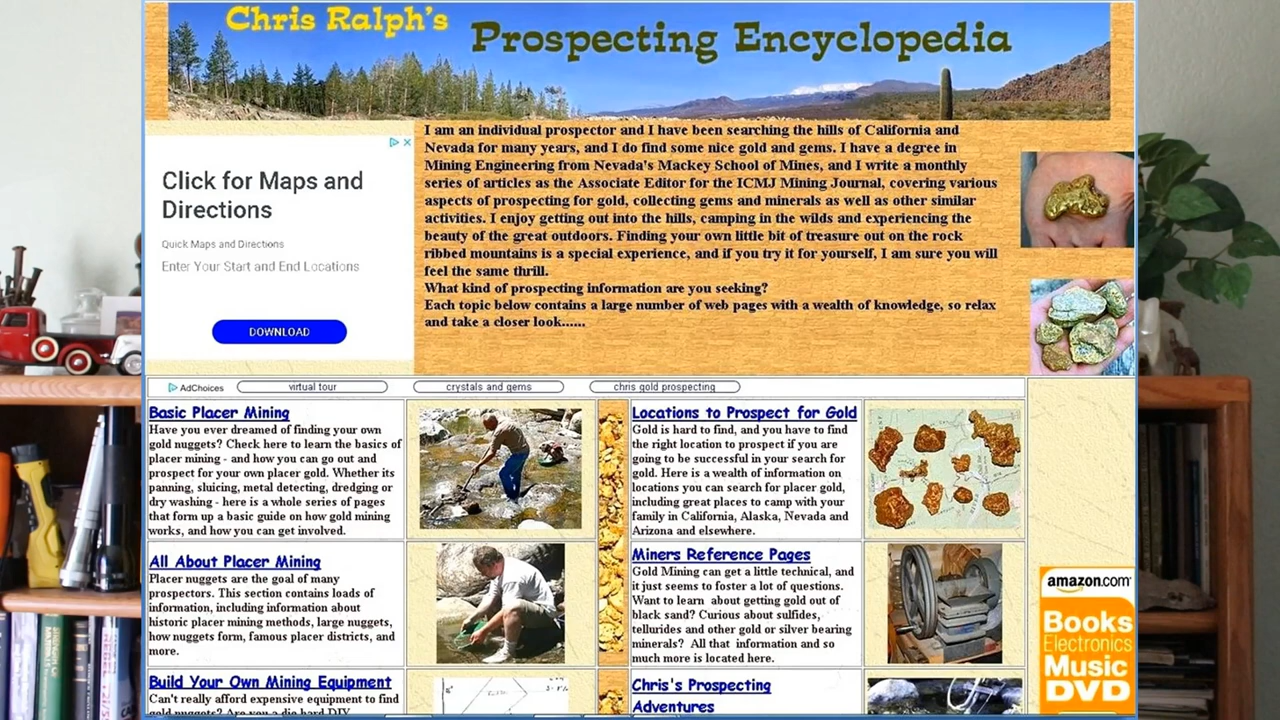 Chris Ralph's
Prospecting Encyclopedia
I am an individual prospector and I have been searching the hills of California and
Nevada for many years, and I do find some nice gold and gems. I have a degree in
Mining Engineering from Nevada's Mackey School of Mines, and I write a monthly
series of articles as the Associate Editor for the ICMJ Mining Journal, covering various
aspects of prospecting for gold, collecting gems and minerals as well as other similar
activities. I enjoy getting out into the hills, camping in the wilds and experiencing the
beauty of the great outdoors. Finding your own little bit of treasure out on the rock
ribbed mountains is a special experience, and if you try it for yourself, I am sure you will
feel the same thrill.
What kind of prospecting information are you seeking?
Each topic below contains a large number of web pages with a wealth of knowledge, so relax
and take a closer look......
Click for Maps and
Directions
Quick Maps and Directions
Enter Your Start and End Locations
DOWNLOAD
AdChoices
virtual tour
crystals and gems
chris gold prospecting
Basic Placer Mining
Have you ever dreamed of finding your own
gold nuggets? Check here to learn the basics of
placer mining - and how you can go out and
prospect for your own placer gold. Whether its
panning, sluicing, metal detecting, dredging or
dry washing - here is a whole series of pages
that form up a basic guide on how gold mining
works, and how you can get involved.
Locations to Prospect for Gold
Gold is hard to find, and you have to find
the right location to prospect if you are
going to be successful in your search for
gold. Here is a wealth of information on
locations you can search for placer gold,
including great places to camp with your
family in California, Alaska, Nevada and
Arizona and elsewhere.
All About Placer Mining
Placer nuggets are the goal of many
prospectors. This section contains loads of
information, including information about
historic placer mining methods, large nuggets,
how nuggets form, famous placer districts, and
more.
Miners Reference Pages
Gold Mining can get a little technical, and
it just seems to foster a lot of questions.
Want to learn about getting gold out of
black sand? Curious about sulfides,
tellurides and other gold or silver bearing
minerals? All that information and so
much more is located here.
Build Your Own Mining Equipment
Can't really afford expensive equipment to find
gold nuggets? Are you a die hard DIY
Chris's Prospecting
Adventures
amazon.com
Books
Electronics
Music
DVD